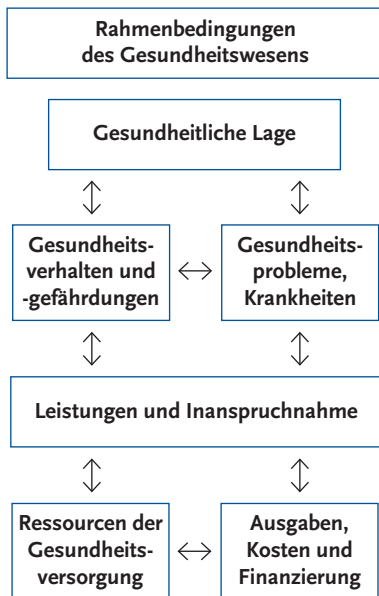 Rahmenbedingungen
des Gesundheitswesens
Gesundheitliche Lage
Gesundheits-
verhalten und
-gefährdungen
Gesundheits-
probleme,
Krankheiten
Leistungen und Inanspruchnahme
Ressourcen der
Gesundheits-
versorgung
Ausgaben,
Kosten und
Finanzierung